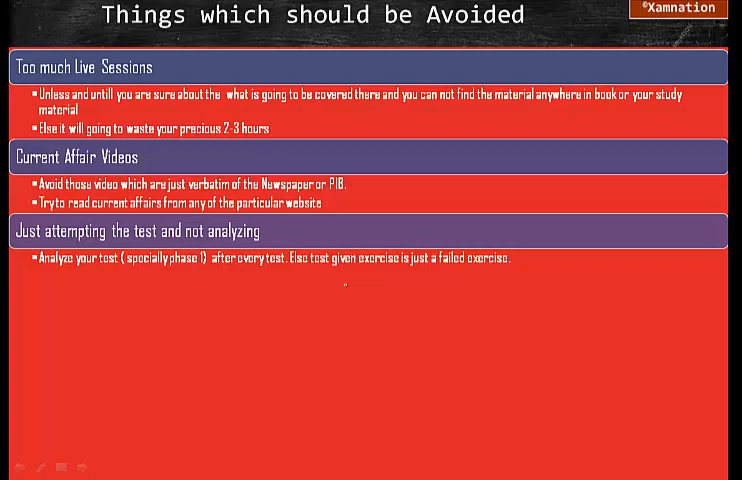 Things which should be Avoided
©Xamnation
Too much Live Sessions
▪Unless and untill you are sure about the what is going to be covered there and you can not find the material anywhere in book or your study
material
▪Else it will going to waste your precious 2-3 hours
Current Affair Videos
▪Avoid those video which are just verbatim of the Newspaper or PIB.
▪Try to read current affairs from any of the particular website
Just attempting the test and not analyzing
▪Analyze your test ( specially phase 1) after every test. Else test given exercise is just a failed exercise.